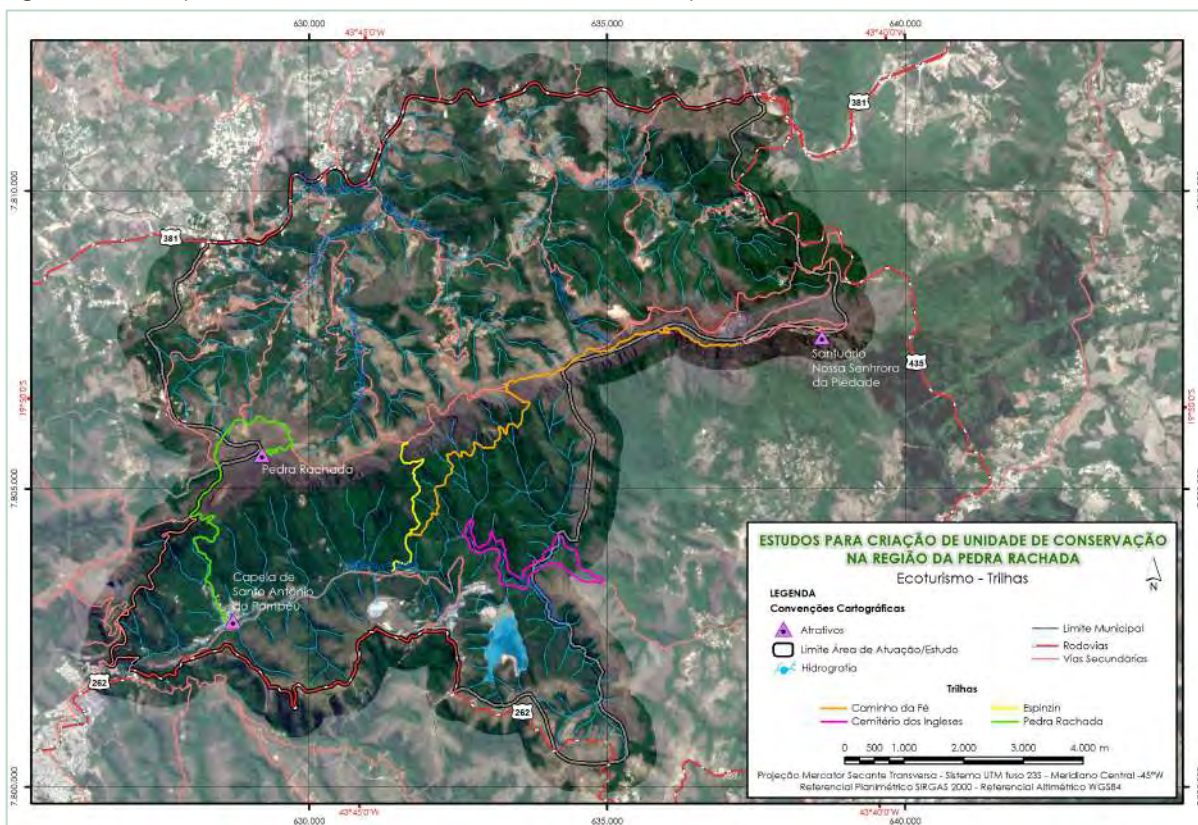 630.000
635.000
640.000
43°45'0"W
43°40'0"W
381
7.810.000
381
435
Santuário
Nossa Senhrora
da Piedade
19°50'0"S
19°50'0"S
Pedra Rachada
7.805.000
Capela de
Santo Antônio
do Pompéu
262
262
7.800.000
ESTUDOS PARA CRIAÇÃO DE UNIDADE DE CONSERVAÇÃO
NA REGIÃO DA PEDRA RACHADA
Ecoturismo - Trilhas
N
LEGENDA
Convenções Cartográficas
Atrativos
Limite Área de Atuação/Estudo
Hidrografia
Limite Municipal
Rodovias
Vias Secundárias
Trilhas
Caminho da Fé
Cemitério dos Ingleses
Espinzin
Pedra Rachada
0 500 1.000 2.000 3.000 4.000 m
Projeção Mercator Secante Transversa - Sistema UTM fuso 23S - Meridiano Central -45°W
Referencial Planimétrico SIRGAS 2000 - Referencial Altimétrico WGS84
630.000
43°45'0"W
635.000
43°40'0"W
640.000